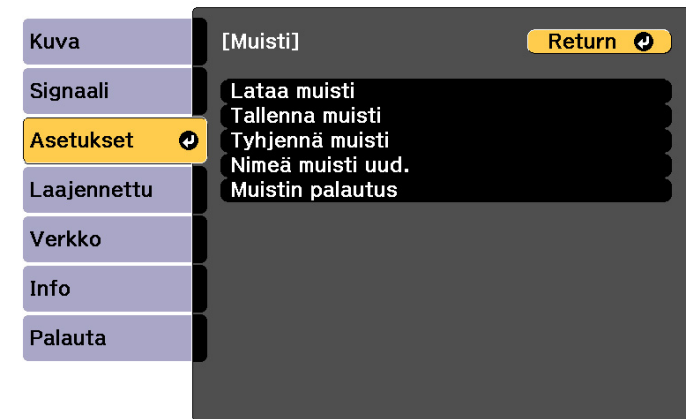 Kuva
Signaali
Asetukset
Laajennettu
Verkko
Info
Palauta
[Muisti]
Return
Lataa muisti
Tallenna muisti
Tyhjennä muisti
Nimeä muisti uud.
Muistin palautus